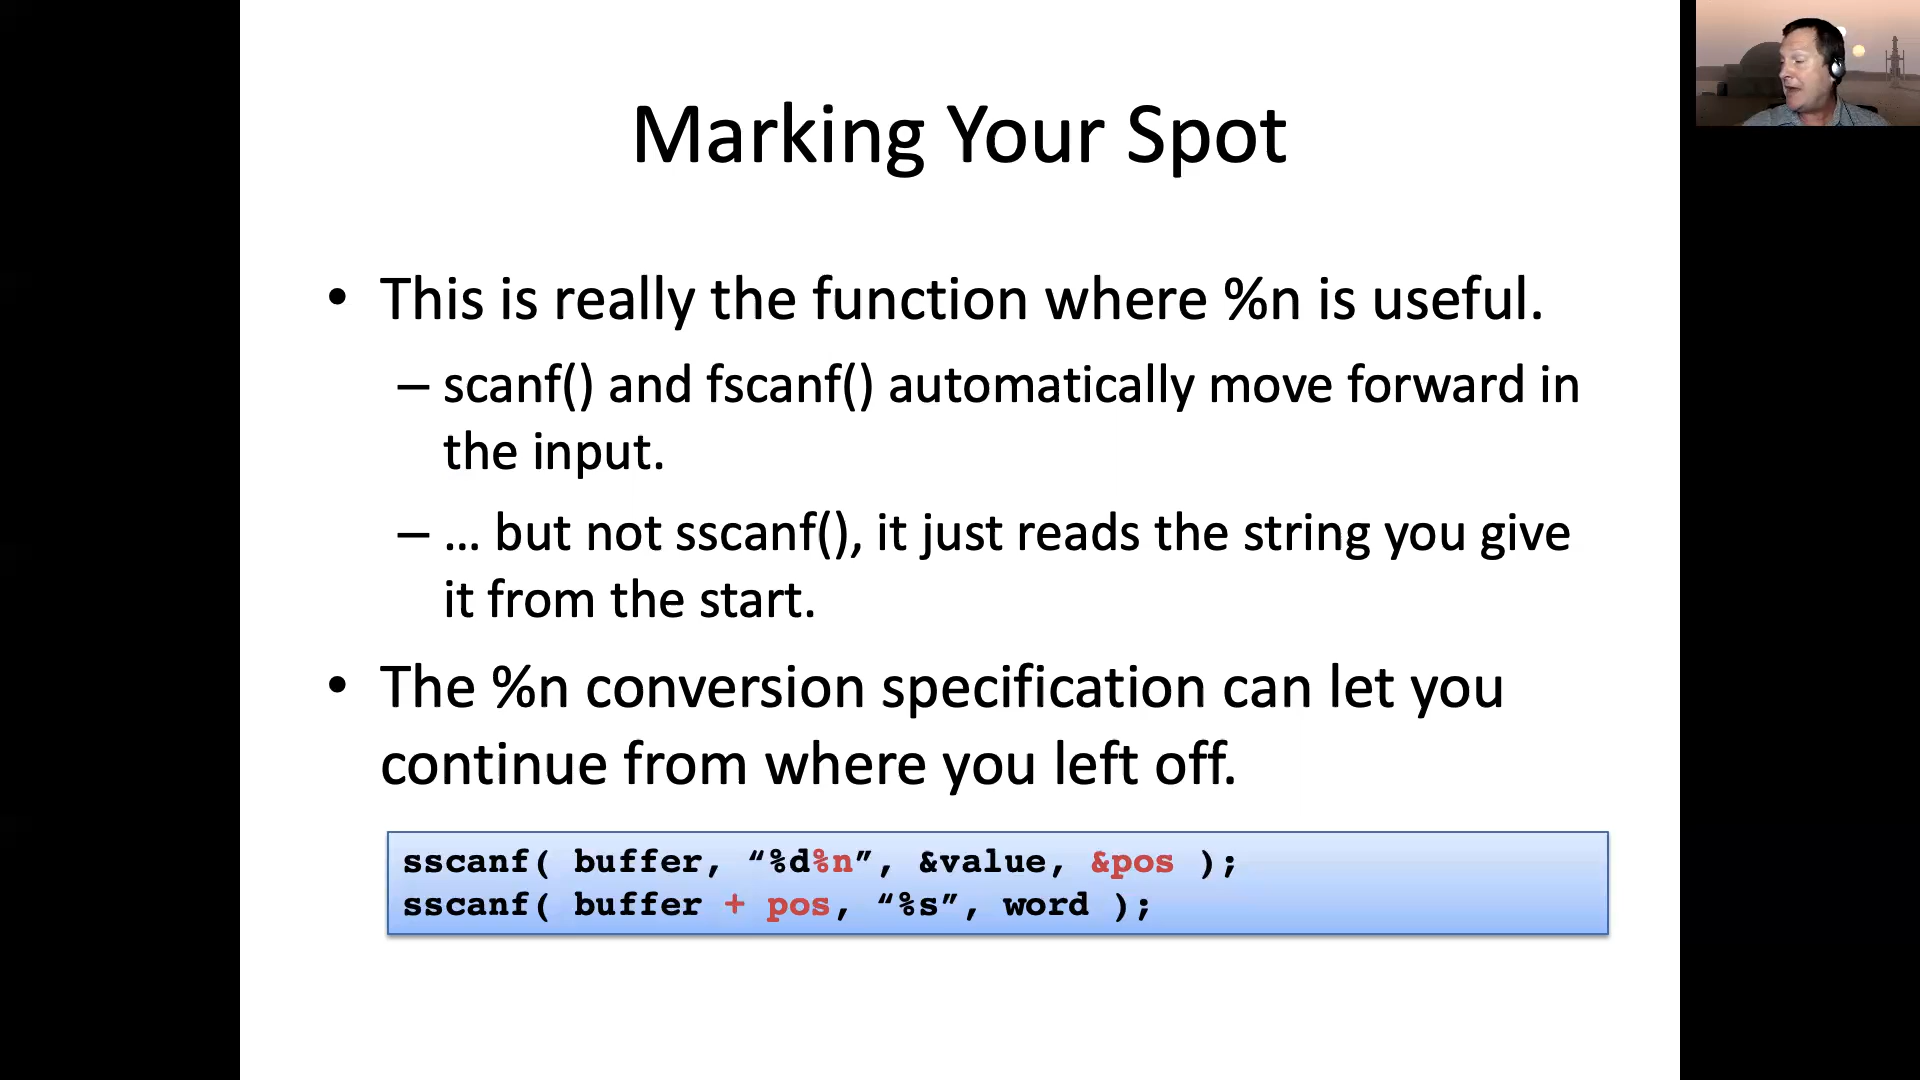 Marking Your Spot
• This is really the function where %n is useful.
– scanf() and fscanf() automatically move forward in
the input.
– … but not sscanf(), it just reads the string you give
it from the start.
• The %n conversion specification can let you
continue from where you left off.
sscanf( buffer, “%d%n”, &value, &pos );
sscanf( buffer + pos, “%s”, word );